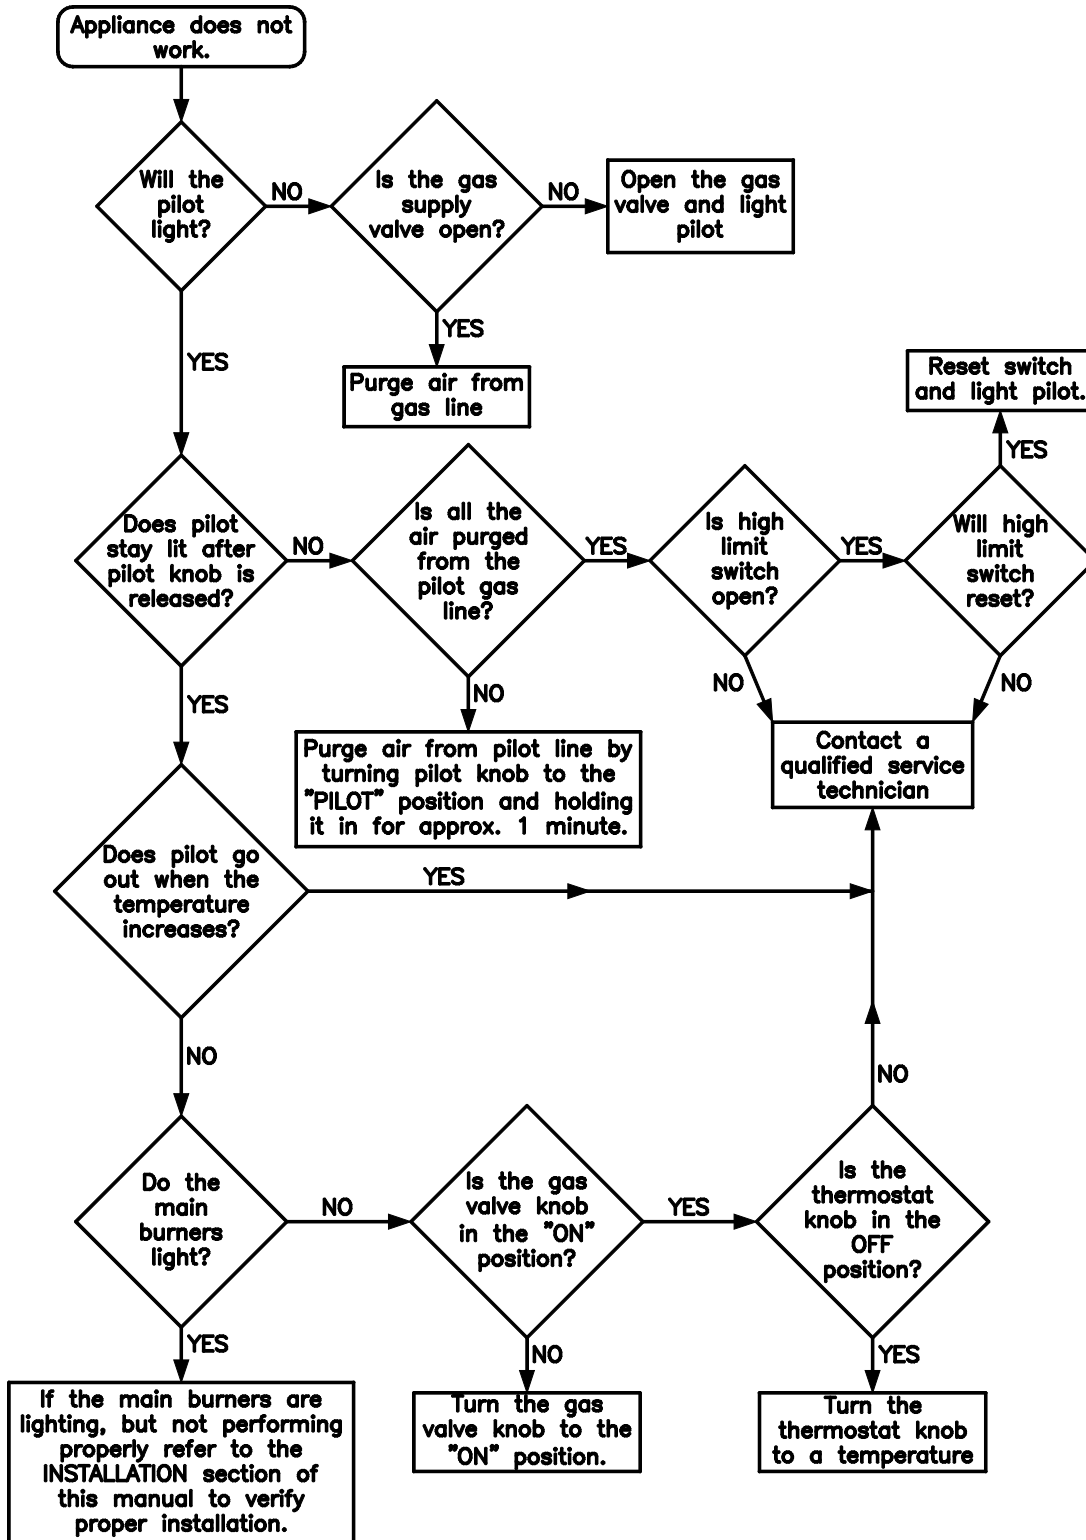 Appliance does not
work.
Will the
pilot
light?
NO
Is the gas
supply
valve open?
NO
Open the gas
valve and light
pilot
YES
Purge air from
gas line
YES
Does pilot
stay lit after
pilot knob is
released?
NO
Is all the
air purged
from the
pilot gas
line?
YES
Is high
limit
switch
open?
YES
Will high
limit
switch
reset?
YES
Reset switch
and light pilot.
NO
NO
Contact a
qualified service
technician
NO
Purge air from pilot line by
turning pilot knob to the
"PILOT" position and holding
it in for approx. 1 minute.
YES
Does pilot go
out when the
temperature
increases?
YES
NO
Do the
main
burners
light?
NO
Is the gas
valve knob
in the "ON"
position?
YES
Is the
thermostat
knob in the
OFF
position?
NO
YES
If the main burners are
lighting, but not performing
properly refer to the
INSTALLATION section of
this manual to verify
proper installation.
NO
Turn the gas
valve knob to the
"ON" position.
YES
Turn the
thermostat knob
to a temperature